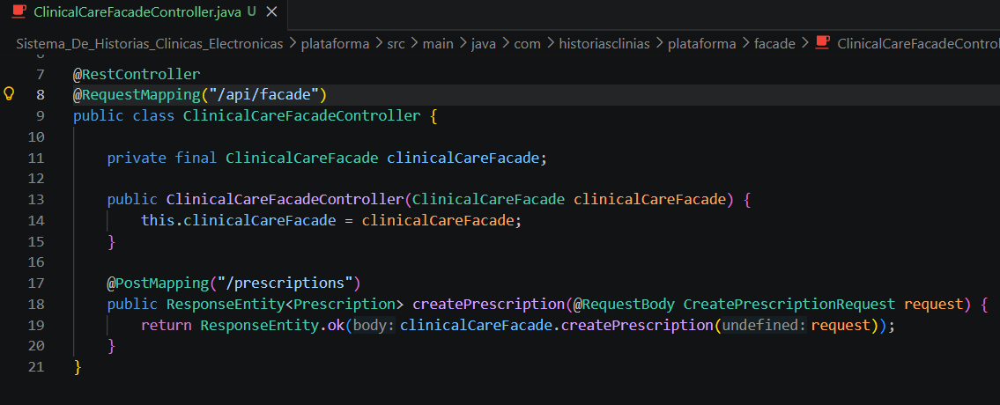 ClinicalCareFacadeController.java U
Sistema_De_Historias_Clinicas_Electronicas > plataforma > src > main > java > com > historiasclinias > plataforma > facade > ClinicalCareFacadeContro
6
7 @RestController
8 @RequestMapping("/api/facade")
9 public class ClinicalCareFacadeController {
10
11 private final ClinicalCareFacade clinicalCareFacade;
12
13 public ClinicalCareFacadeController(ClinicalCareFacade clinicalCareFacade) {
14 this.clinicalCareFacade = clinicalCareFacade;
15 }
16
17 @PostMapping("/prescriptions")
18 public ResponseEntity<Prescription> createPrescription(@RequestBody CreatePrescriptionRequest request) {
19 return ResponseEntity.ok(body: clinicalCareFacade.createPrescription(undefined: request));
20 }
21 }